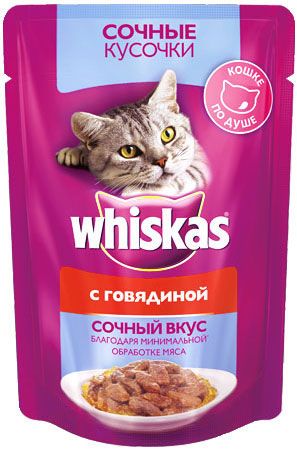 СОЧНЫЕ
КУСОЧКИ
КОШКЕ ПО ДУШЕ
whiskas
С ГОВЯДИНОЙ
СОЧНЫЙ ВКУС
БЛАГОДАРЯ МИНИМАЛЬНОЙ
ОБРАБОТКЕ МЯСА